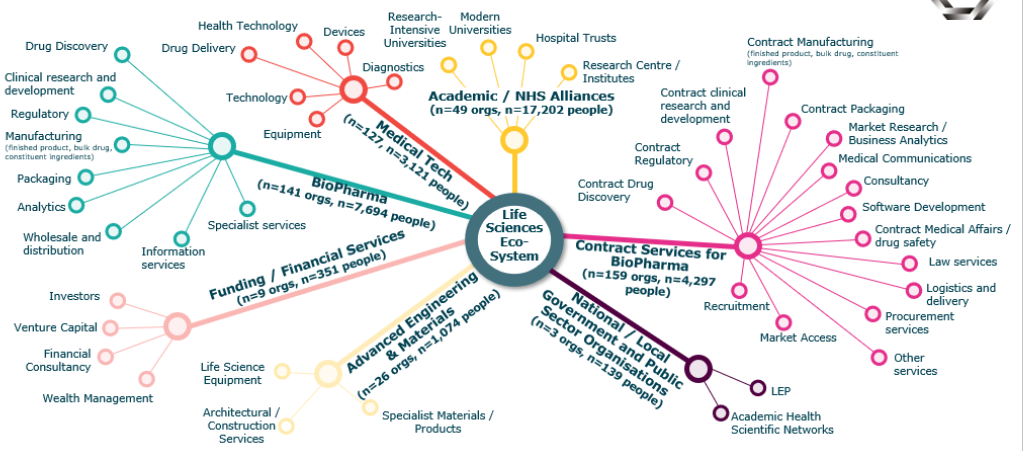 Life
Sciences
Eco-
System
BioPharma
(n=141 orgs, n=7,694 people)
Drug Discovery
Clinical research and
development
Regulatory
Manufacturing
(finished product, bulk drug,
constituent ingredients)
Packaging
Analytics
Wholesale and
distribution
Information
services
Specialist services
Medical Tech
(n=127, n=3,121 people)
Health Technology
Drug Delivery
Devices
Diagnostics
Technology
Equipment
Academic / NHS Alliances
(n=49 orgs, n=17,202 people)
Research-
Intensive
Universities
Modern
Universities
Hospital Trusts
Research Centre /
Institutes
Contract Services for
BioPharma
(n=159 orgs, n=4,297
people)
Contract Manufacturing
(finished product, bulk drug, constituent
ingredients)
Contract clinical
research and
development
Contract Packaging
Contract
Regulatory
Market Research /
Business Analytics
Medical Communications
Contract Drug
Discovery
Consultancy
Software Development
Contract Medical Affairs /
drug safety
Law services
Logistics and
delivery
Procurement
services
Other
services
Recruitment
Market Access
National / Local
Government and Public
Sector Organisations
(n=3 orgs, n=139 people)
LEP
Academic Health
Scientific Networks
Advanced Engineering
& Materials
(n=26 orgs, n=1,074 people)
Life Science
Equipment
Architectural /
Construction
Services
Specialist Materials /
Products
Funding / Financial Services
(n=9 orgs, n=351 people)
Investors
Venture Capital
Financial
Consultancy
Wealth Management